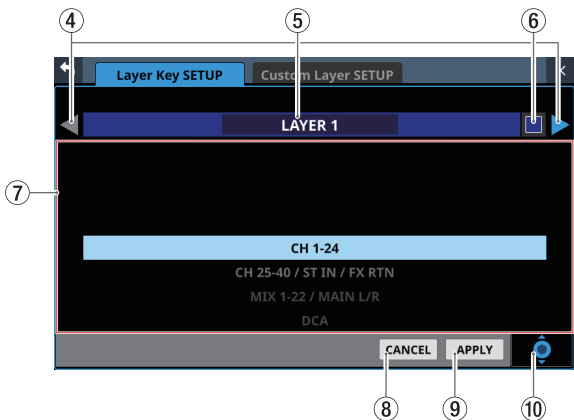 ④ ⑤ ⑥
Layer Key SETUP Custom Layer SETUP
LAYER 1
⑦
CH 1-24
CH 25-40 / ST IN / FX RTN
MIX 1-22 / MAIN L/R
DCA
CANCEL APPLY
⑧ ⑨ ⑩